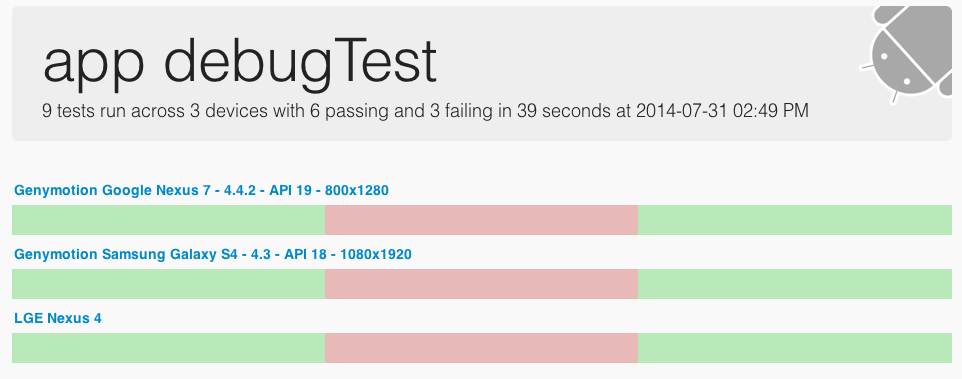 app debugTest
9 tests run across 3 devices with 6 passing and 3 failing in 39 seconds at 2014-07-31 02:49 PM
Genymotion Google Nexus 7 - 4.4.2 - API 19 - 800x1280
Genymotion Samsung Galaxy S4 - 4.3 - API 18 - 1080x1920
LGE Nexus 4